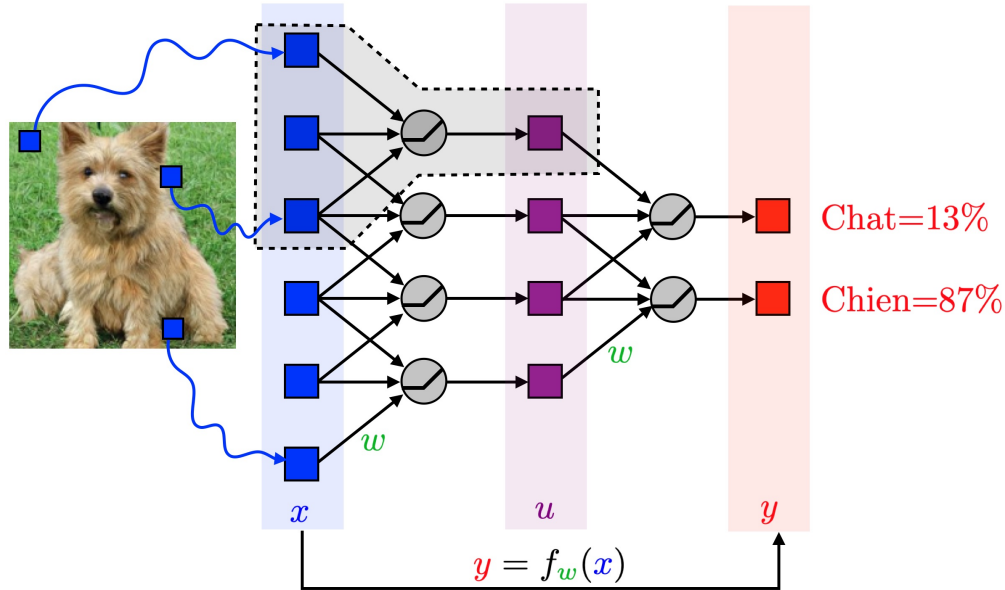 Chat=13%
Chien=87%
w
w
x
u
y
y = f_w(x)